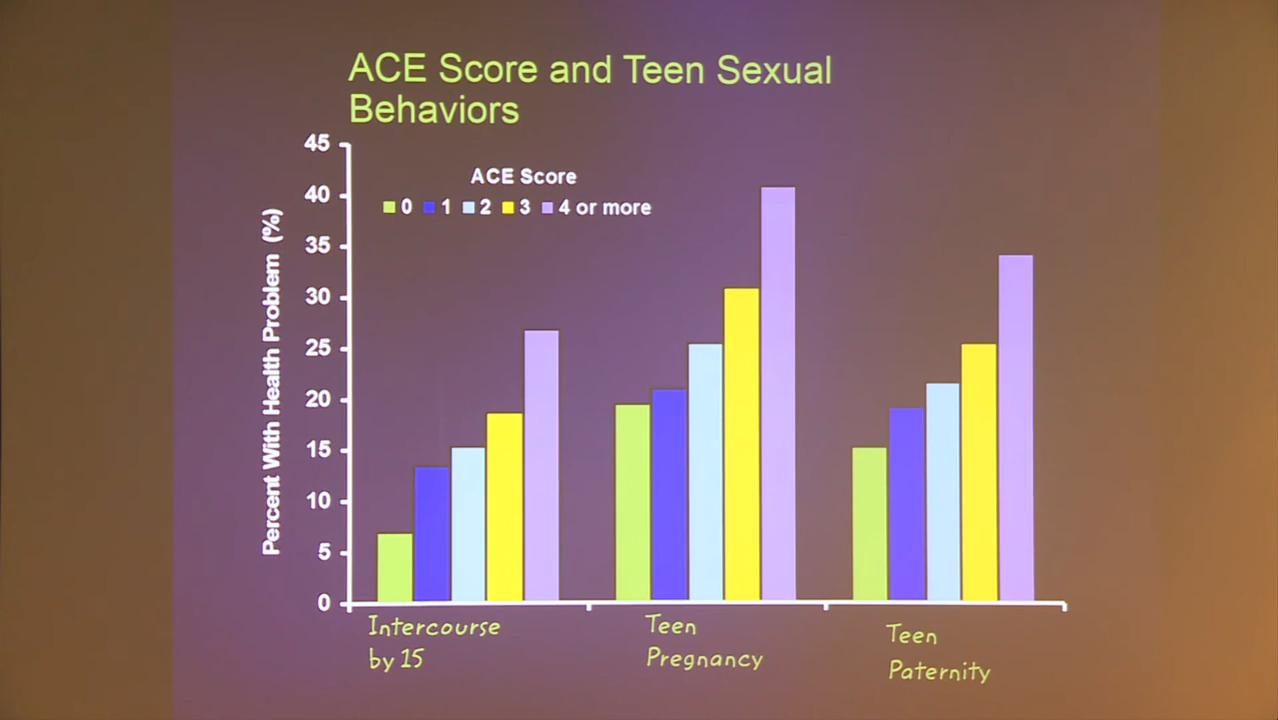 ACE Score and Teen Sexual
Behaviors
ACE Score
0 1 2 3 4 or more
Percent With Health Problem (%)
45
40
35
30
25
20
15
10
5
0
Intercourse
by 15
Teen
Pregnancy
Teen
Paternity